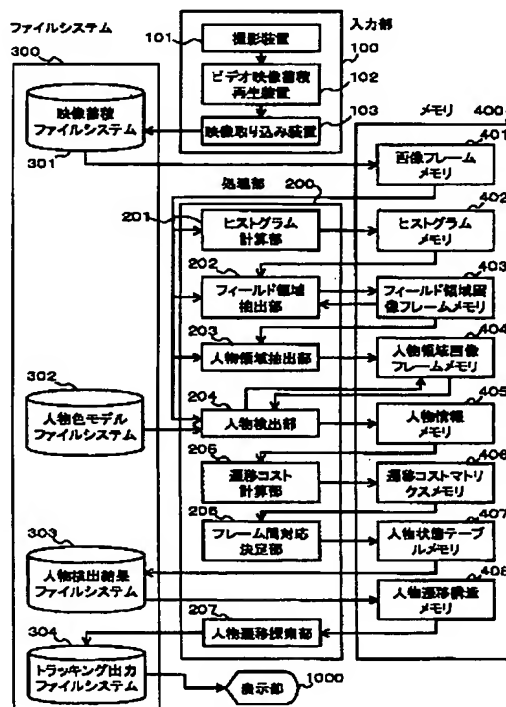 ファイルシステム
300
入力部
100
101
撮影装置
ビデオ映像蓄積
再生装置
102
103
映像取り込み装置
映像蓄積
ファイルシステム
301
メモリ
400
401
画像フレーム
メモリ
処理部
200
201
ヒストグラム
計算部
402
ヒストグラム
メモリ
202
フィールド領域
抽出部
403
フィールド領域画
像フレームメモリ
203
人物領域抽出部
404
人物領域画像
フレームメモリ
302
人物色モデル
ファイルシステム
204
人物検出部
405
人物情報
メモリ
205
遷移コスト
計算部
406
遷移コストマトリ
クスメモリ
206
フレーム間対応
決定部
407
人物状態テーブ
ルメモリ
303
人物検出結果
ファイルシステム
408
人物遷移構造
メモリ
207
人物遷移探索部
304
トラッキング出力
ファイルシステム
表示部
1000